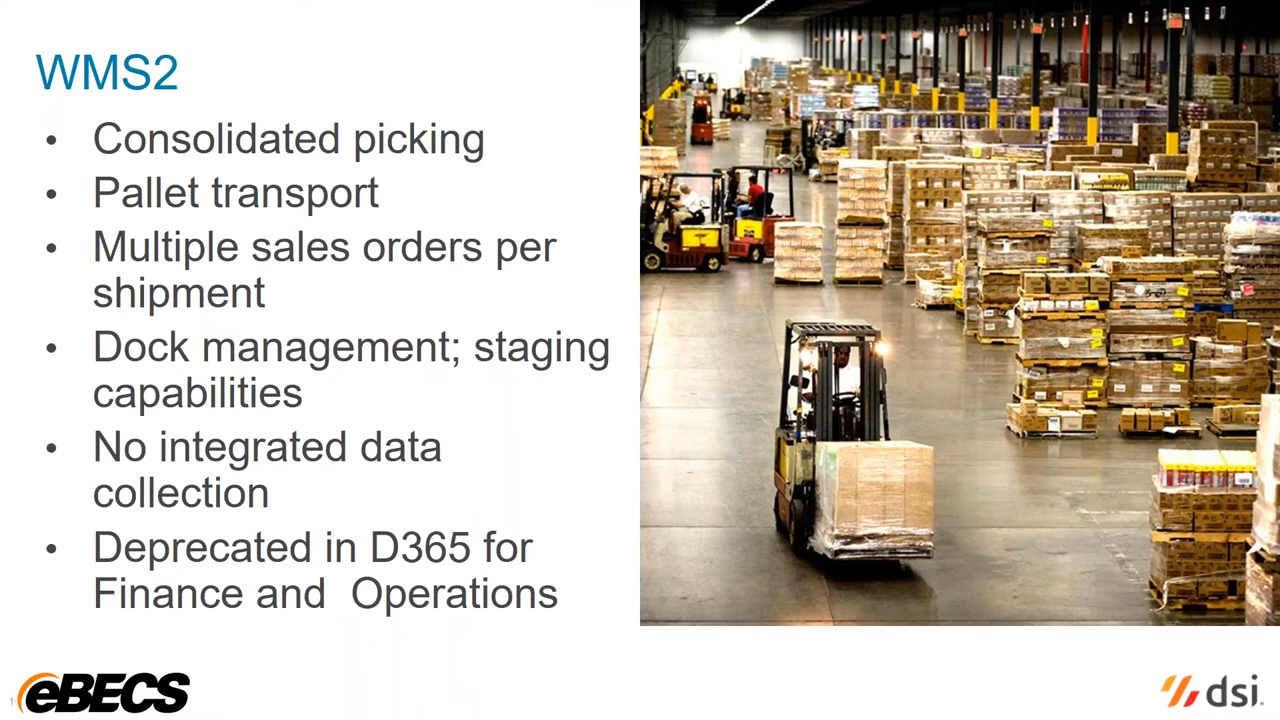 WMS2
• Consolidated picking
• Pallet transport
• Multiple sales orders per
shipment
• Dock management; staging
capabilities
• No integrated data
collection
• Deprecated in D365 for
Finance and  Operations
eBECS
dsi